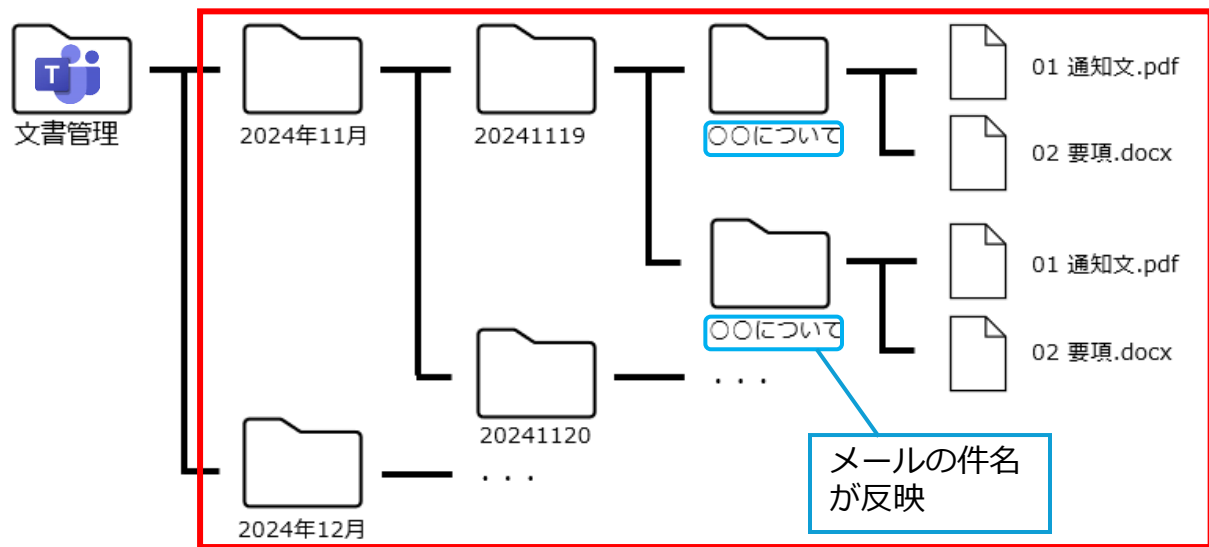 文書管理
2024年11月
20241119
〇〇について
01 通知文.pdf
02 要項.docx
〇〇について
01 通知文.pdf
02 要項.docx
20241120
・・・
2024年12月
・・・
メールの件名
が反映
T